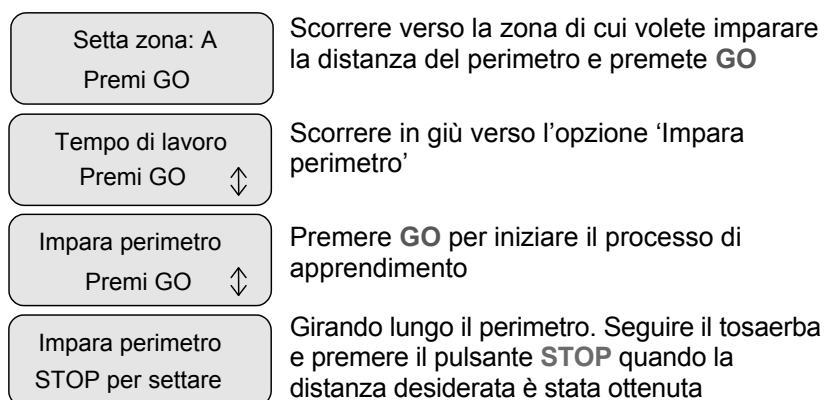 Setta zona: A
Premi GO
Scorrere verso la zona di cui volete imparare
la distanza del perimetro e premete GO
Tempo di lavoro
Premi GO ↕
Scorrere in giù verso l’opzione ‘Impara
perimetro’
Impara perimetro
Premi GO ↕
Premere GO per iniziare il processo di
apprendimento
Impara perimetro
STOP per settare
Girando lungo il perimetro. Seguire il tosaerba
e premere il pulsante STOP quando la
distanza desiderata è stata ottenuta